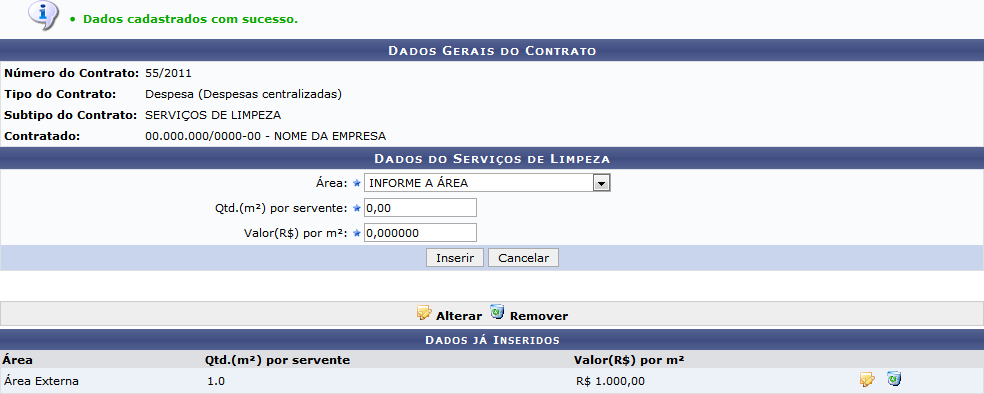 • Dados cadastrados com sucesso.
Dados Gerais do Contrato
Número do Contrato: 55/2011
Tipo do Contrato: Despesa (Despesas centralizadas)
Subtipo do Contrato: SERVIÇOS DE LIMPEZA
Contratado: 00.000.000/0000-00 - NOME DA EMPRESA
Dados do Serviços de Limpeza
Área: INFORME A ÁREA
Qtd.(m²) por servente: 0,00
Valor(R$) por m²: 0,000000
Inserir Cancelar
Alterar Remover
Dados já Inseridos
Área Qtd.(m²) por servente Valor(R$) por m²
Área Externa 1.0 R$ 1.000,00